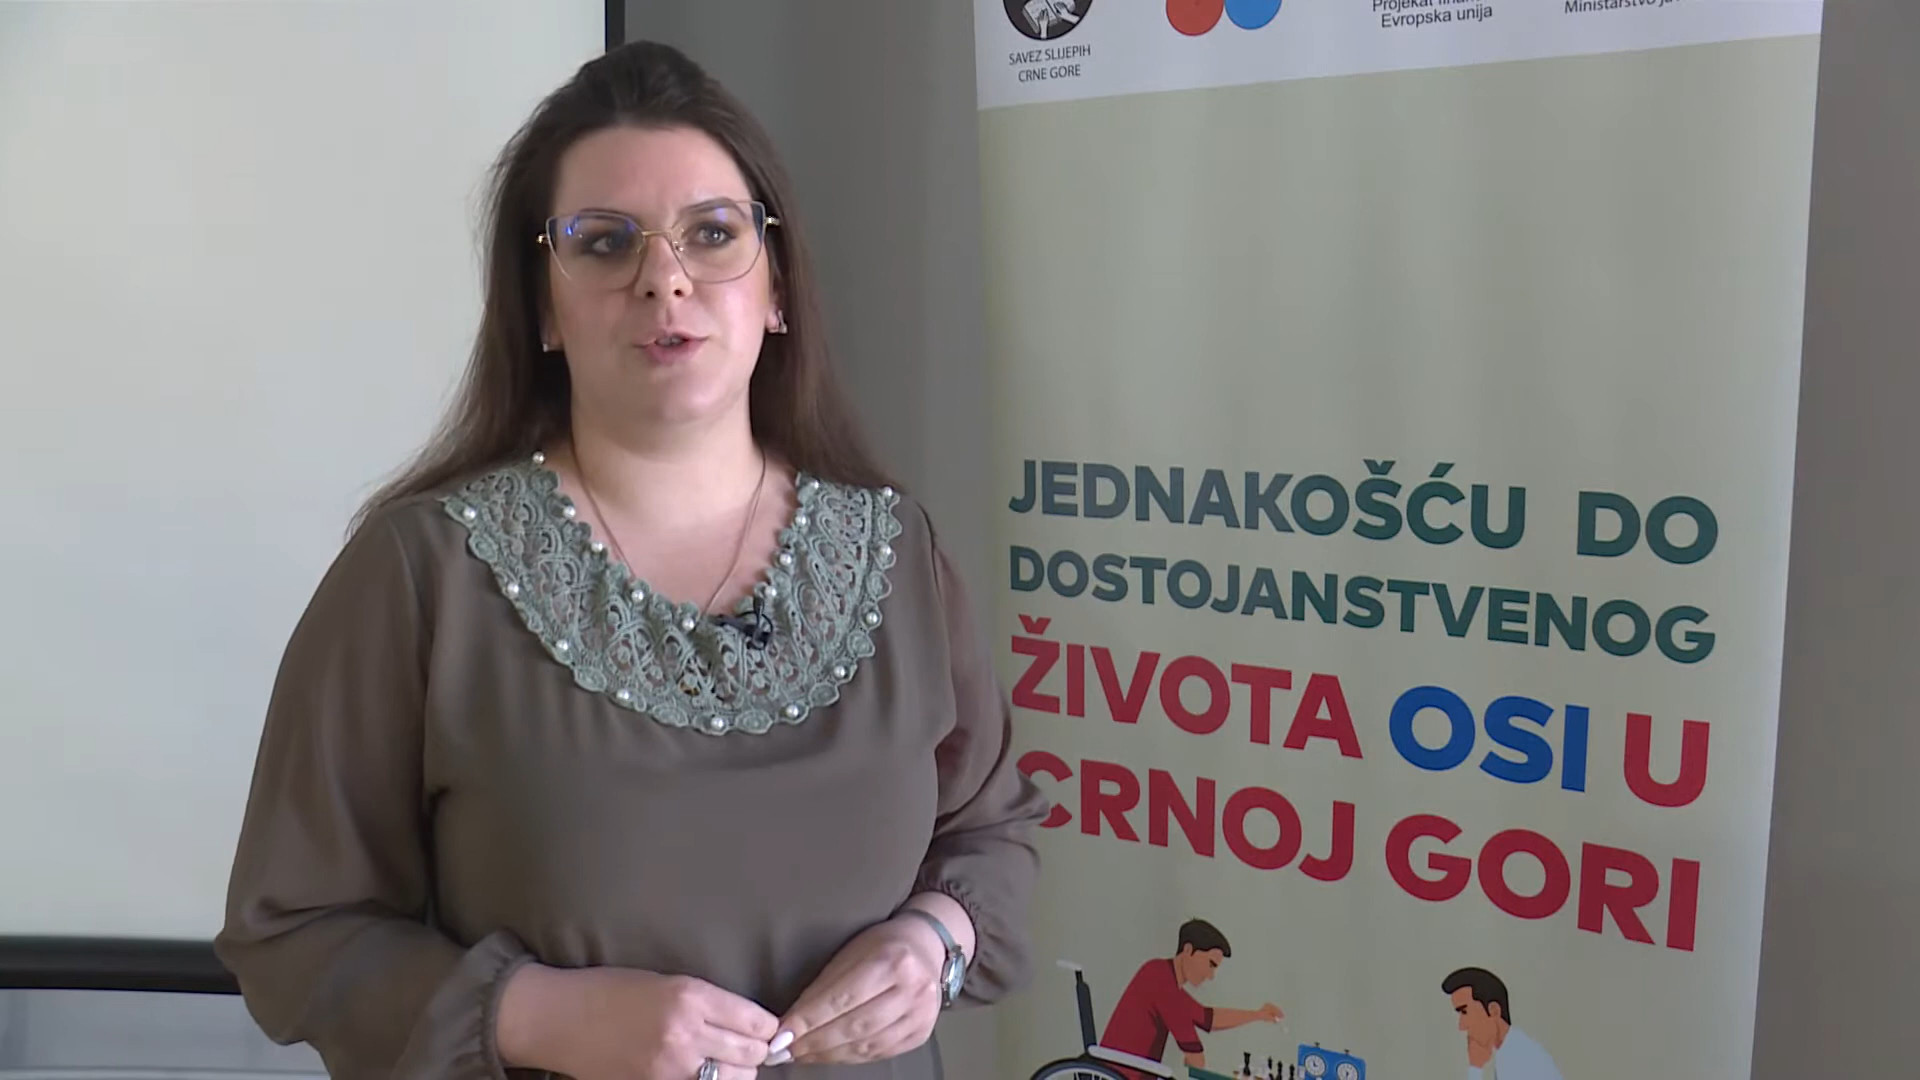 SAVEZ SLIJEPIH
CRNE GORE
Evropska unija
JEDNAKOŠĆU DO
DOSTOJANSTVENOG
ŽIVOTA OSI U
CRNOJ GORI